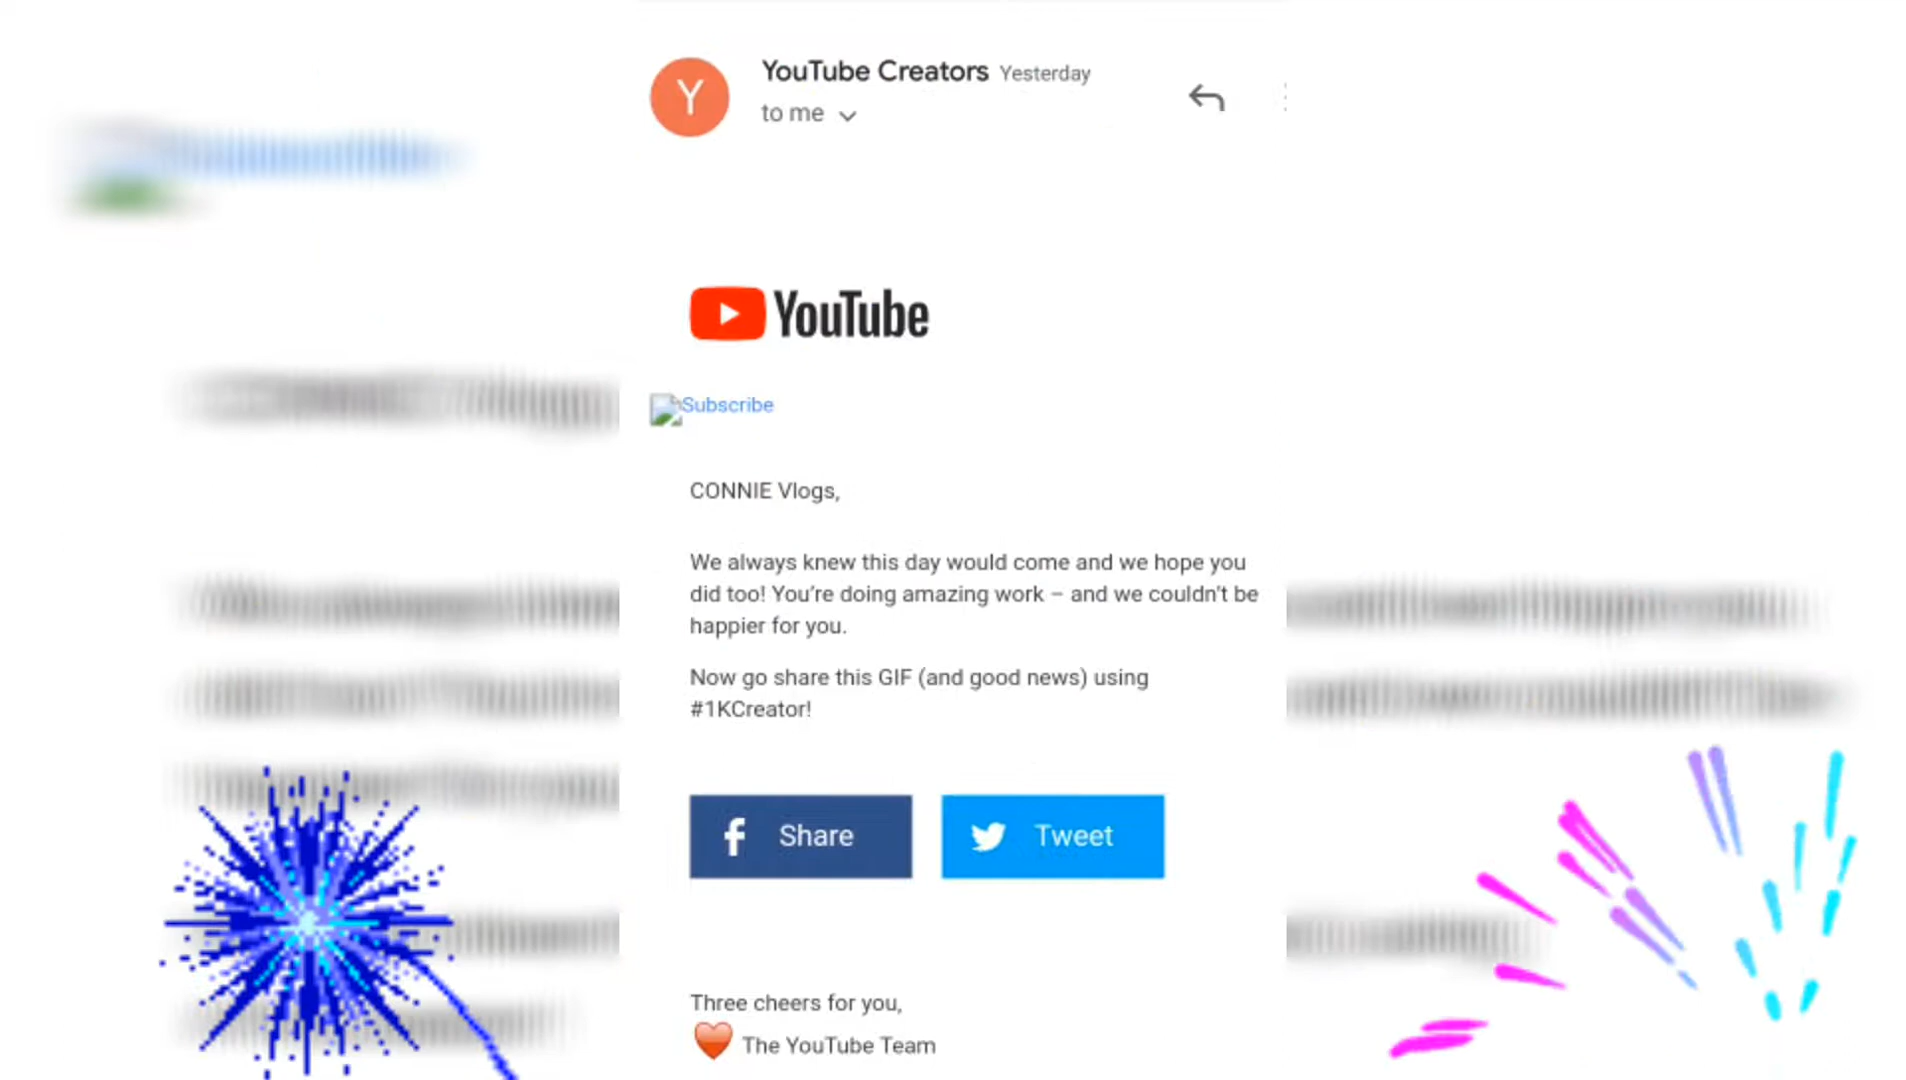 Y
YouTube Creators Yesterday
to me
YouTube
Subscribe
CONNIE Vlogs,
We always knew this day would come and we hope you
did too! You're doing amazing work – and we couldn't be
happier for you.
Now go share this GIF (and good news) using
#1KCreator!
f Share
Tweet
Three cheers for you,
The YouTube Team